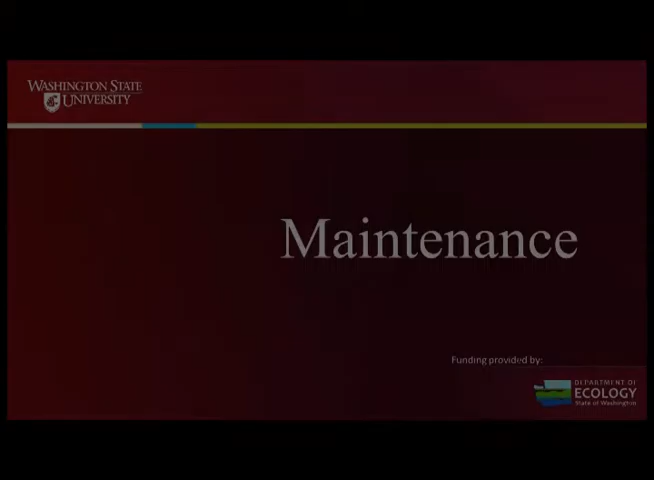 WASHINGTON STATE
UNIVERSITY
Maintenance
Funding provided by:
DEPARTMENT OF
ECOLOGY
State of Washington